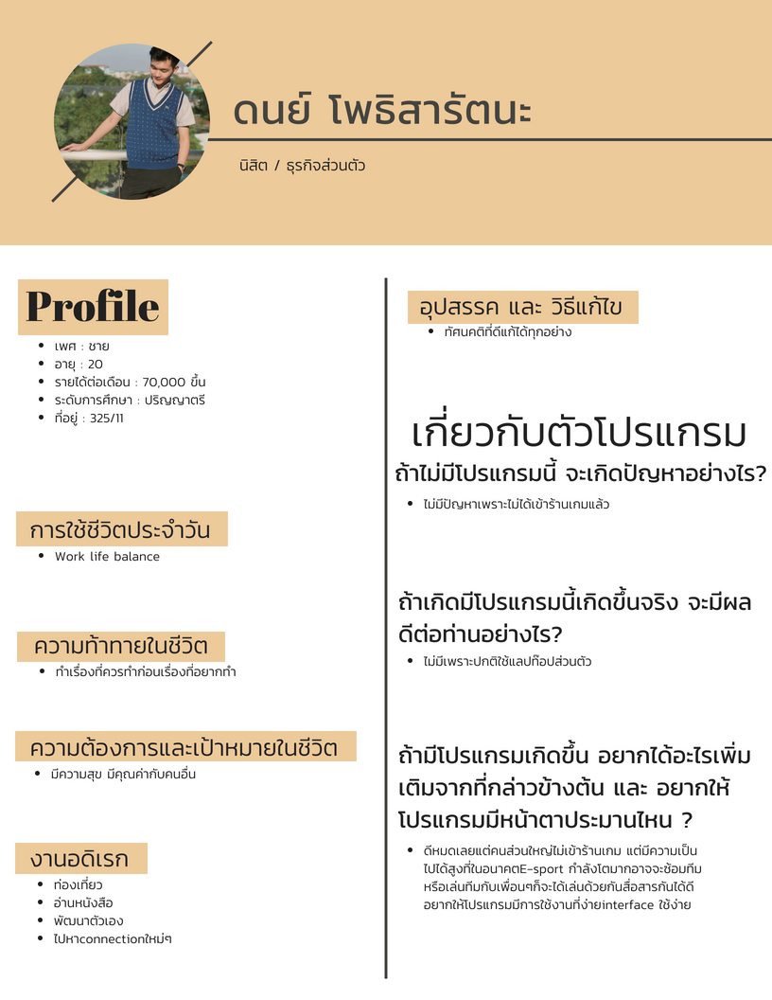 ดนย์ โพธิสารัตนะ
นิสิต / ธุรกิจส่วนตัว
Profile
เพศ : ชาย
อายุ : 20
รายได้ต่อเดือน : 70,000 ขึ้น
ระดับการศึกษา : ปริญญาตรี
ที่อยู่ : 325/11
การใช้ชีวิตประจำวัน
Work life balance
ความท้าทายในชีวิต
ทำเรื่องที่ควรทำก่อนเรื่องที่อยากทำ
ความต้องการและเป้าหมายในชีวิต
มีความสุข มีคุณค่ากับคนอื่น
งานอดิเรก
ท่องเที่ยว
อ่านหนังสือ
พัฒนาตัวเอง
ไปหาconnectionใหม่ๆ
อุปสรรค และ วิธีแก้ไข
ทัศนคติที่ดีแก้ได้ทุกอย่าง
เกี่ยวกับตัวโปรแกรม
ถ้าไม่มีโปรแกรมนี้ จะเกิดปัญหาอย่างไร?
ไม่มีปัญหาเพราะไม่ได้เข้าร้านเกมแล้ว
ถ้าเกิดมีโปรแกรมนี้เกิดขึ้นจริง จะมีผล
ดีต่อท่านอย่างไร?
ไม่มีเพราะปกติใช้แลปท๊อปส่วนตัว
ถ้ามีโปรแกรมเกิดขึ้น อยากได้อะไรเพิ่ม
เติมจากที่กล่าวข้างต้น และ อยากให้
โปรแกรมมีหน้าตาประมานไหน ?
ดีหมดเลยแต่คนส่วนใหญ่ไม่เข้าร้านเกม แต่มีความเป็น
ไปได้สูงที่ในอนาคตE-sport กำลังโตมากอาจจะซ้อมทีม
หรือเล่นทีมกับเพื่อนๆก็จะได้เล่นด้วยกันสื่อสารกันได้ดี
อยากให้โปรแกรมมีการใช้งานที่ง่ายinterface ใช้ง่าย